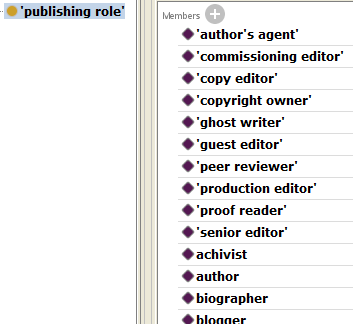 'publishing role'
Members
'author's agent'
'commissioning editor'
'copy editor'
'copyright owner'
'ghost writer'
'guest editor'
'peer reviewer'
'production editor'
'proof reader'
'senior editor'
achivist
author
biographer
blogger